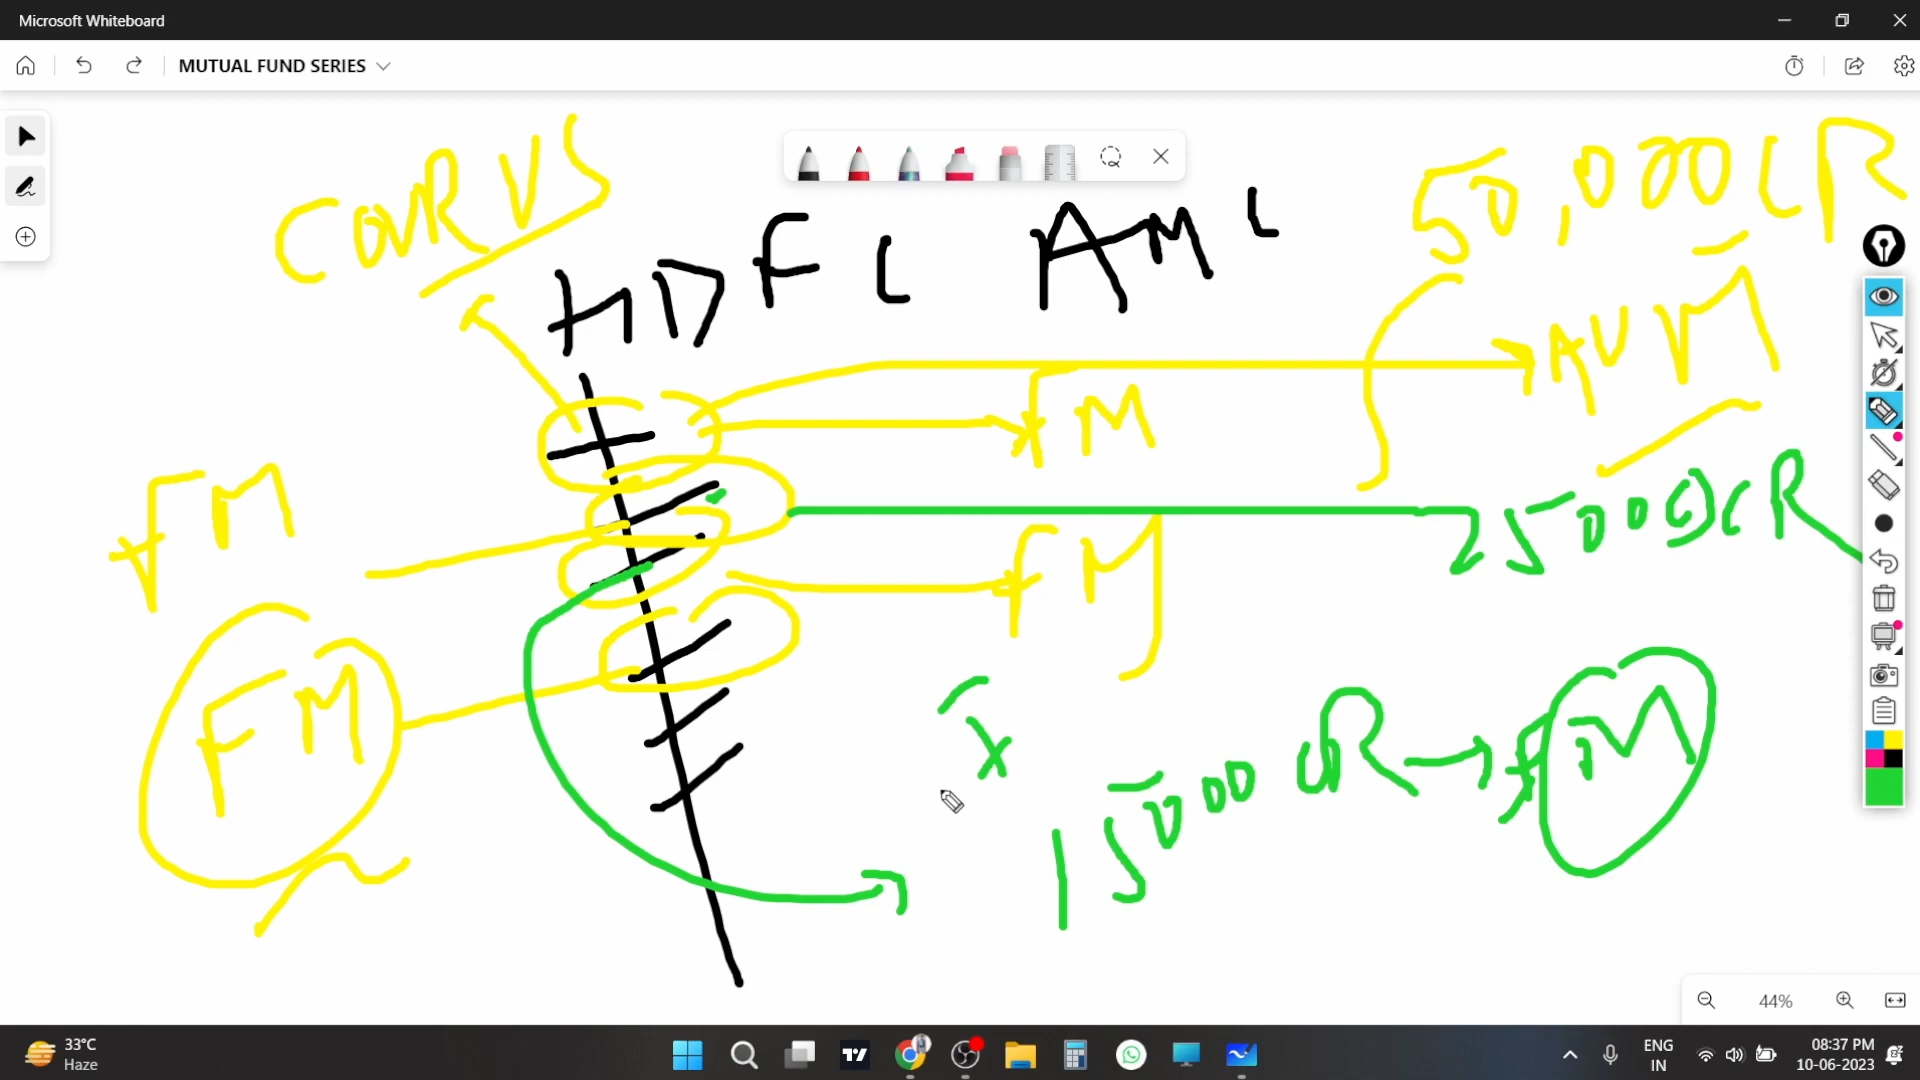 Microsoft Whiteboard
MUTUAL FUND SERIES
CORVS
50,000 CR
HDFC AMC
AUM
FM
FM
25000 CR
FM
FM
15000 CR → FM
44%
33°C
Haze
ENG
IN
08:37 PM
10-06-2023